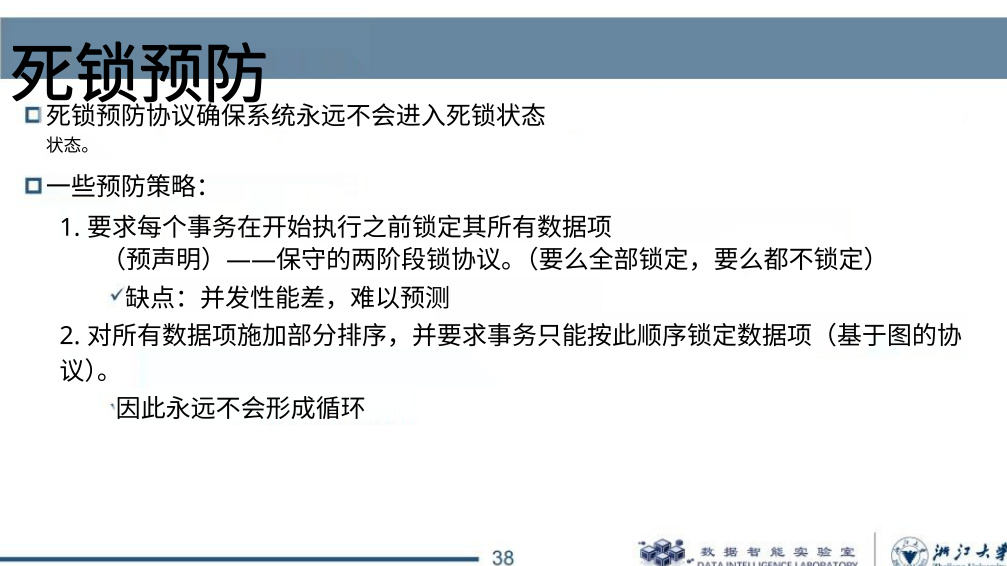 死锁预防
死锁预防协议确保系统永远不会进入死锁状态
状态。
一些预防策略：
1. 要求每个事务在开始执行之前锁定其所有数据项
（预声明）——保守的两阶段锁协议。（要么全部锁定，要么都不锁定）
缺点：并发性能差，难以预测
2. 对所有数据项施加部分排序，并要求事务只能按此顺序锁定数据项（基于图的协
议）。
因此永远不会形成循环
38
数据智能实验室
DATA INTELLIGENCE LABORATORY
浙江大学